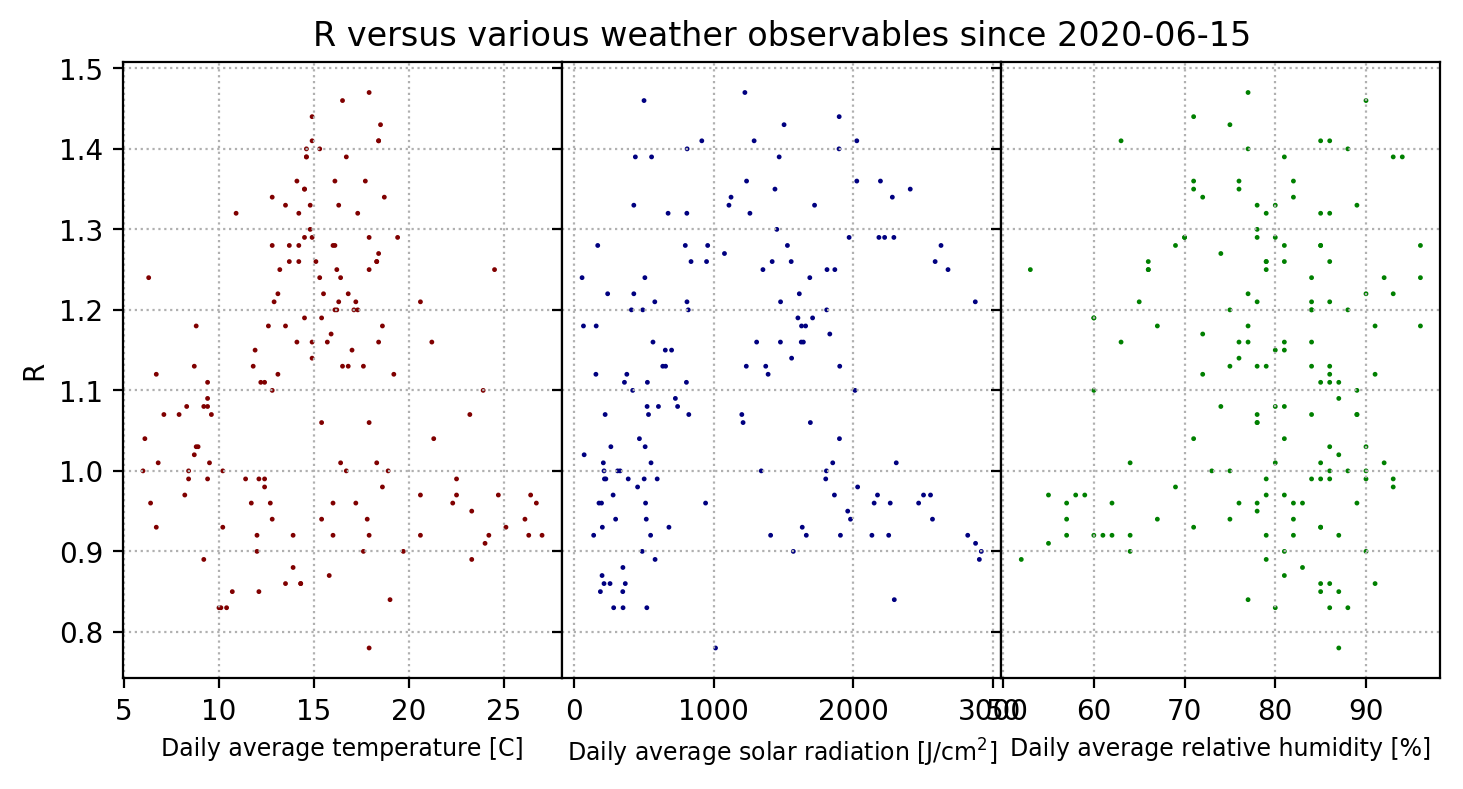 R versus various weather observables since 2020-06-15
R
1.5
1.4
1.3
1.2
1.1
1.0
0.9
0.8
5 10 15 20 25
0 1000 2000 3000
50 60 70 80 90
Daily average temperature [C]
Daily average solar radiation [J/cm²]
Daily average relative humidity [%]